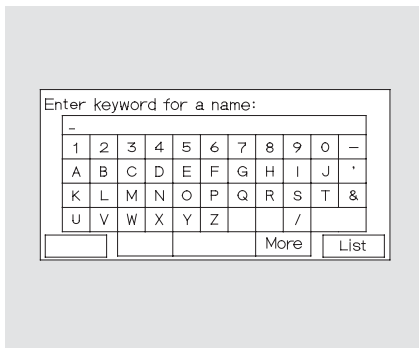 Enter keyword for a name:
_
1 2 3 4 5 6 7 8 9 0 –
A B C D E F G H I J '
K L M N O P Q R S T &
U V W X Y Z /
More List